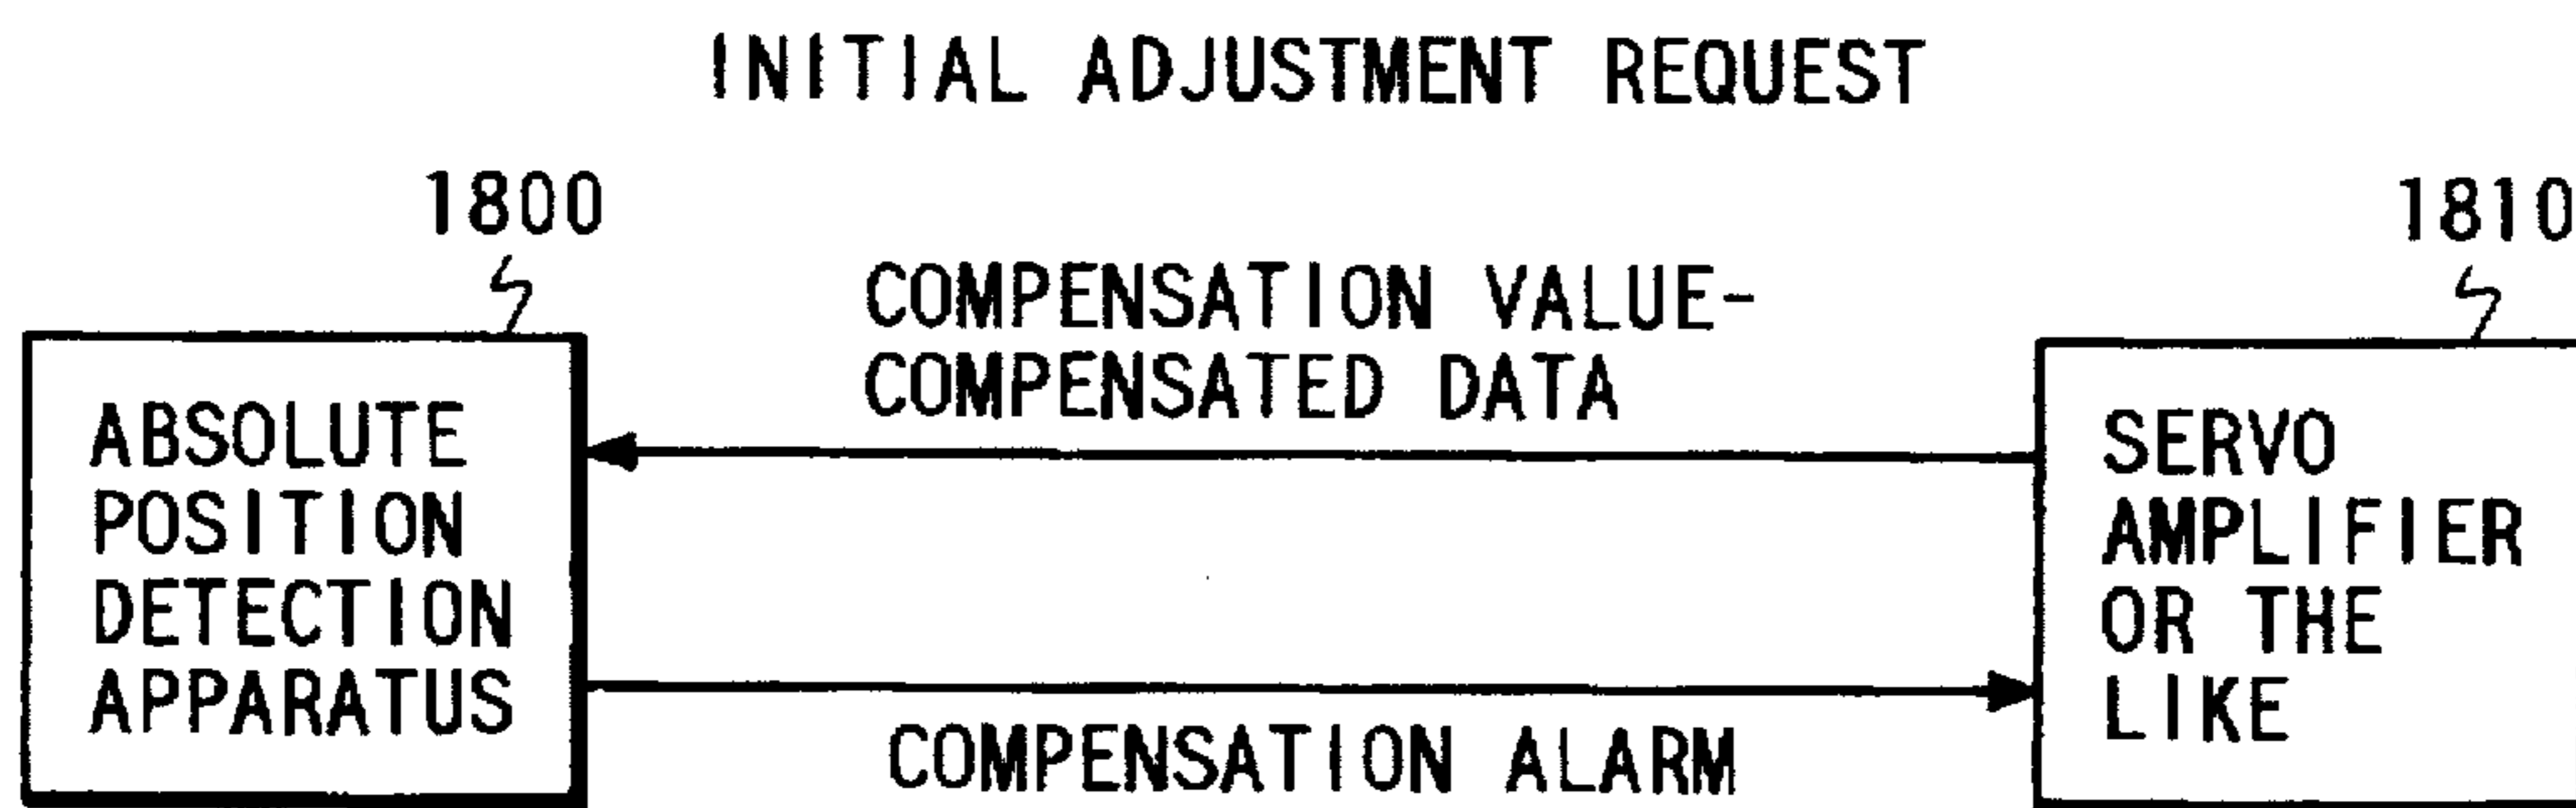 INITIAL ADJUSTMENT REQUEST
1800
1810
COMPENSATION VALUE-
COMPENSATED DATA
ABSOLUTE
POSITION
DETECTION
APPARATUS
SERVO
AMPLIFIER
OR THE
LIKE
COMPENSATION ALARM